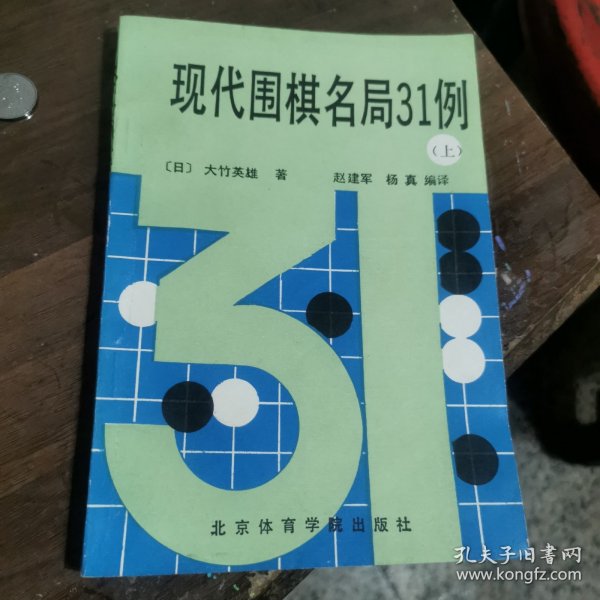 现代围棋名局31例
(上)
〔日〕 大竹英雄 著 赵建军 杨真 编译
31
北京体育学院出版社
孔夫子旧书网
www.kongfz.com